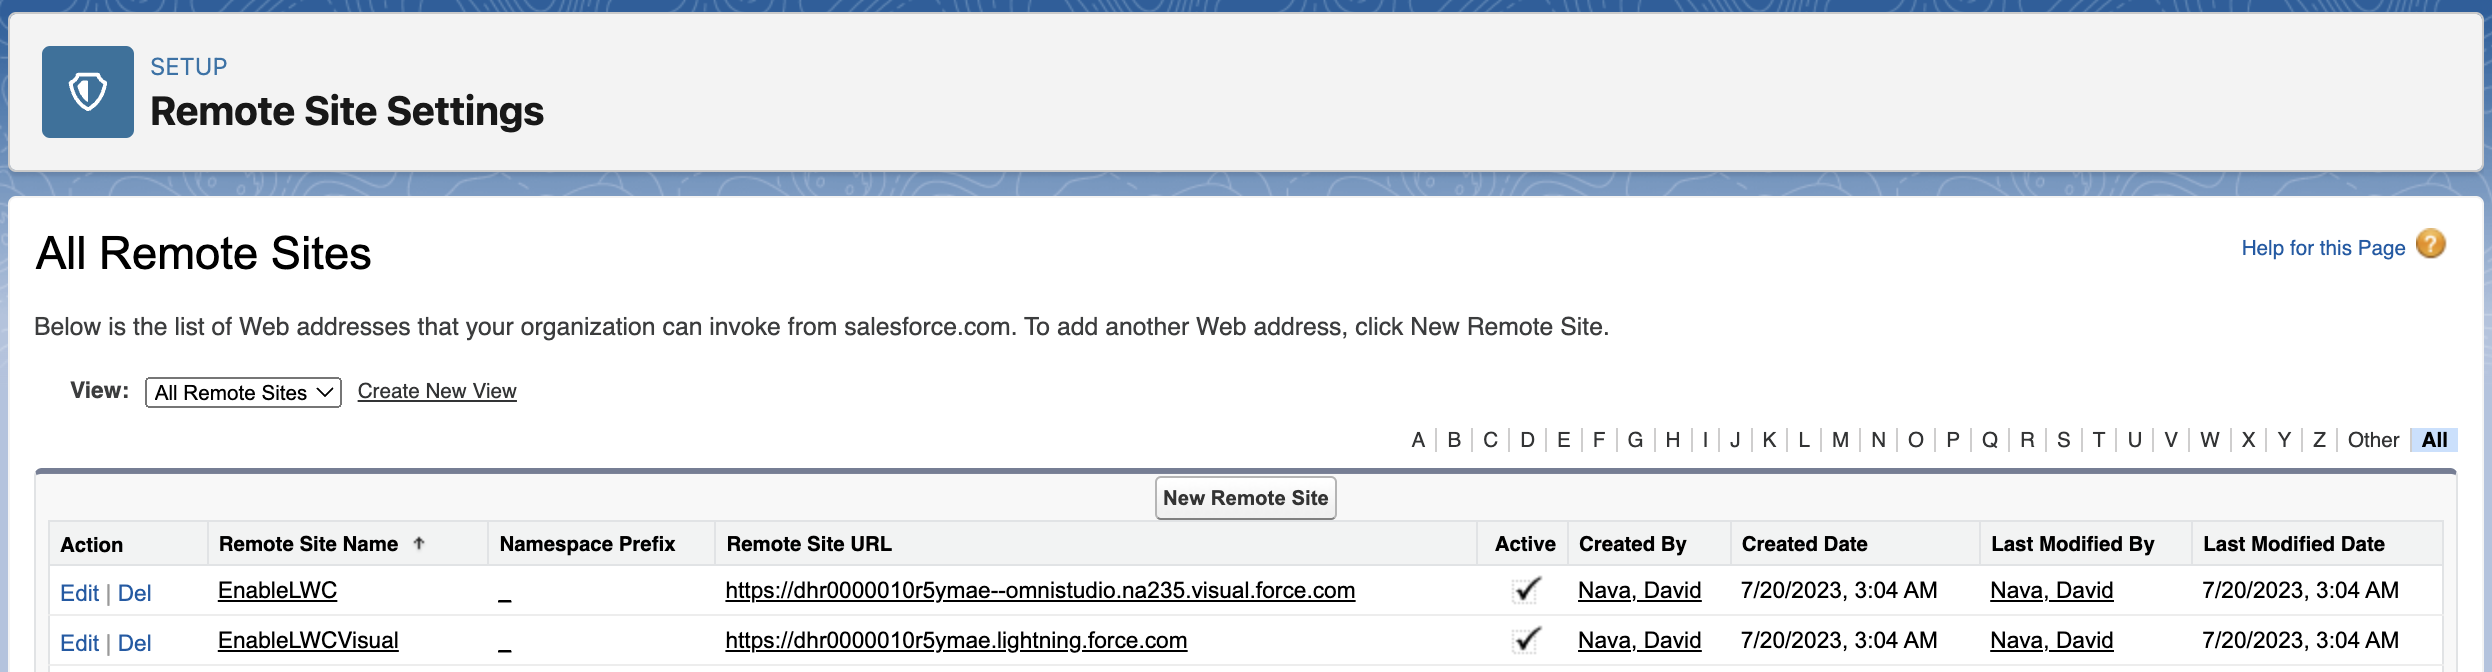 SETUP
Remote Site Settings
All Remote Sites
Help for this Page ?
Below is the list of Web addresses that your organization can invoke from salesforce.com. To add another Web address, click New Remote Site.
View: All Remote Sites Create New View
A | B | C | D | E | F | G | H | I | J | K | L | M | N | O | P | Q | R | S | T | U | V | W | X | Y | Z | Other | All
New Remote Site
Action Remote Site Name ↑ Namespace Prefix Remote Site URL Active Created By Created Date Last Modified By Last Modified Date
Edit | Del EnableLWC _ https://dhr0000010r5ymae--omnistudio.na235.visual.force.com ✓ Nava, David 7/20/2023, 3:04 AM Nava, David 7/20/2023, 3:04 AM
Edit | Del EnableLWCVisual _ https://dhr0000010r5ymae.lightning.force.com ✓ Nava, David 7/20/2023, 3:04 AM Nava, David 7/20/2023, 3:04 AM